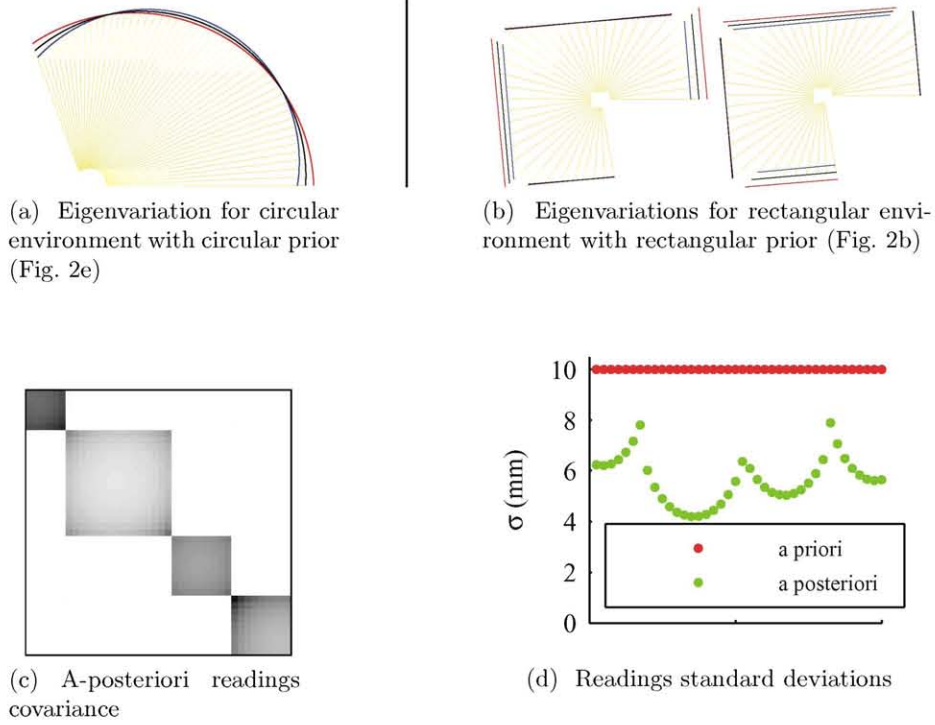 (a) Eigenvariation for circular
environment with circular prior
(Fig. 2e)
(b) Eigenvariations for rectangular envi-
ronment with rectangular prior (Fig. 2b)
(c) A-posteriori readings
covariance
10
8
6
4
2
0
σ (mm)
a priori
a posteriori
(d) Readings standard deviations